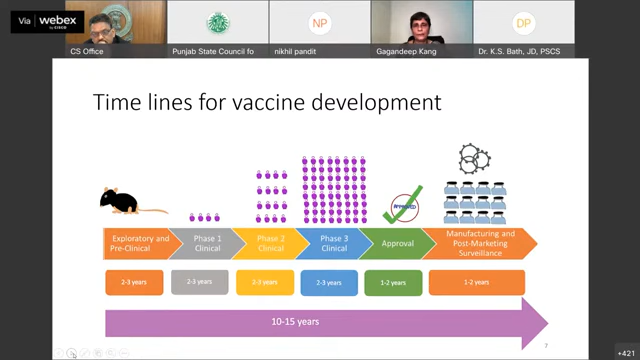 Via webex
BY CISCO
NP
DP
CS Office
Punjab State Council fo
nikhil pandit
Gagandeep Kang
Dr. K.S. Bath, JD, PSCS
Time lines for vaccine development
APPROVED
Exploratory and
Pre-Clinical
Phase 1
Clinical
Phase 2
Clinical
Phase 3
Clinical
Approval
Manufacturing and
Post-Marketing
Surveillance
2-3 years
2-3 years
2-3 years
2-3 years
1-2 years
1-2 years
10-15 years
7
+421